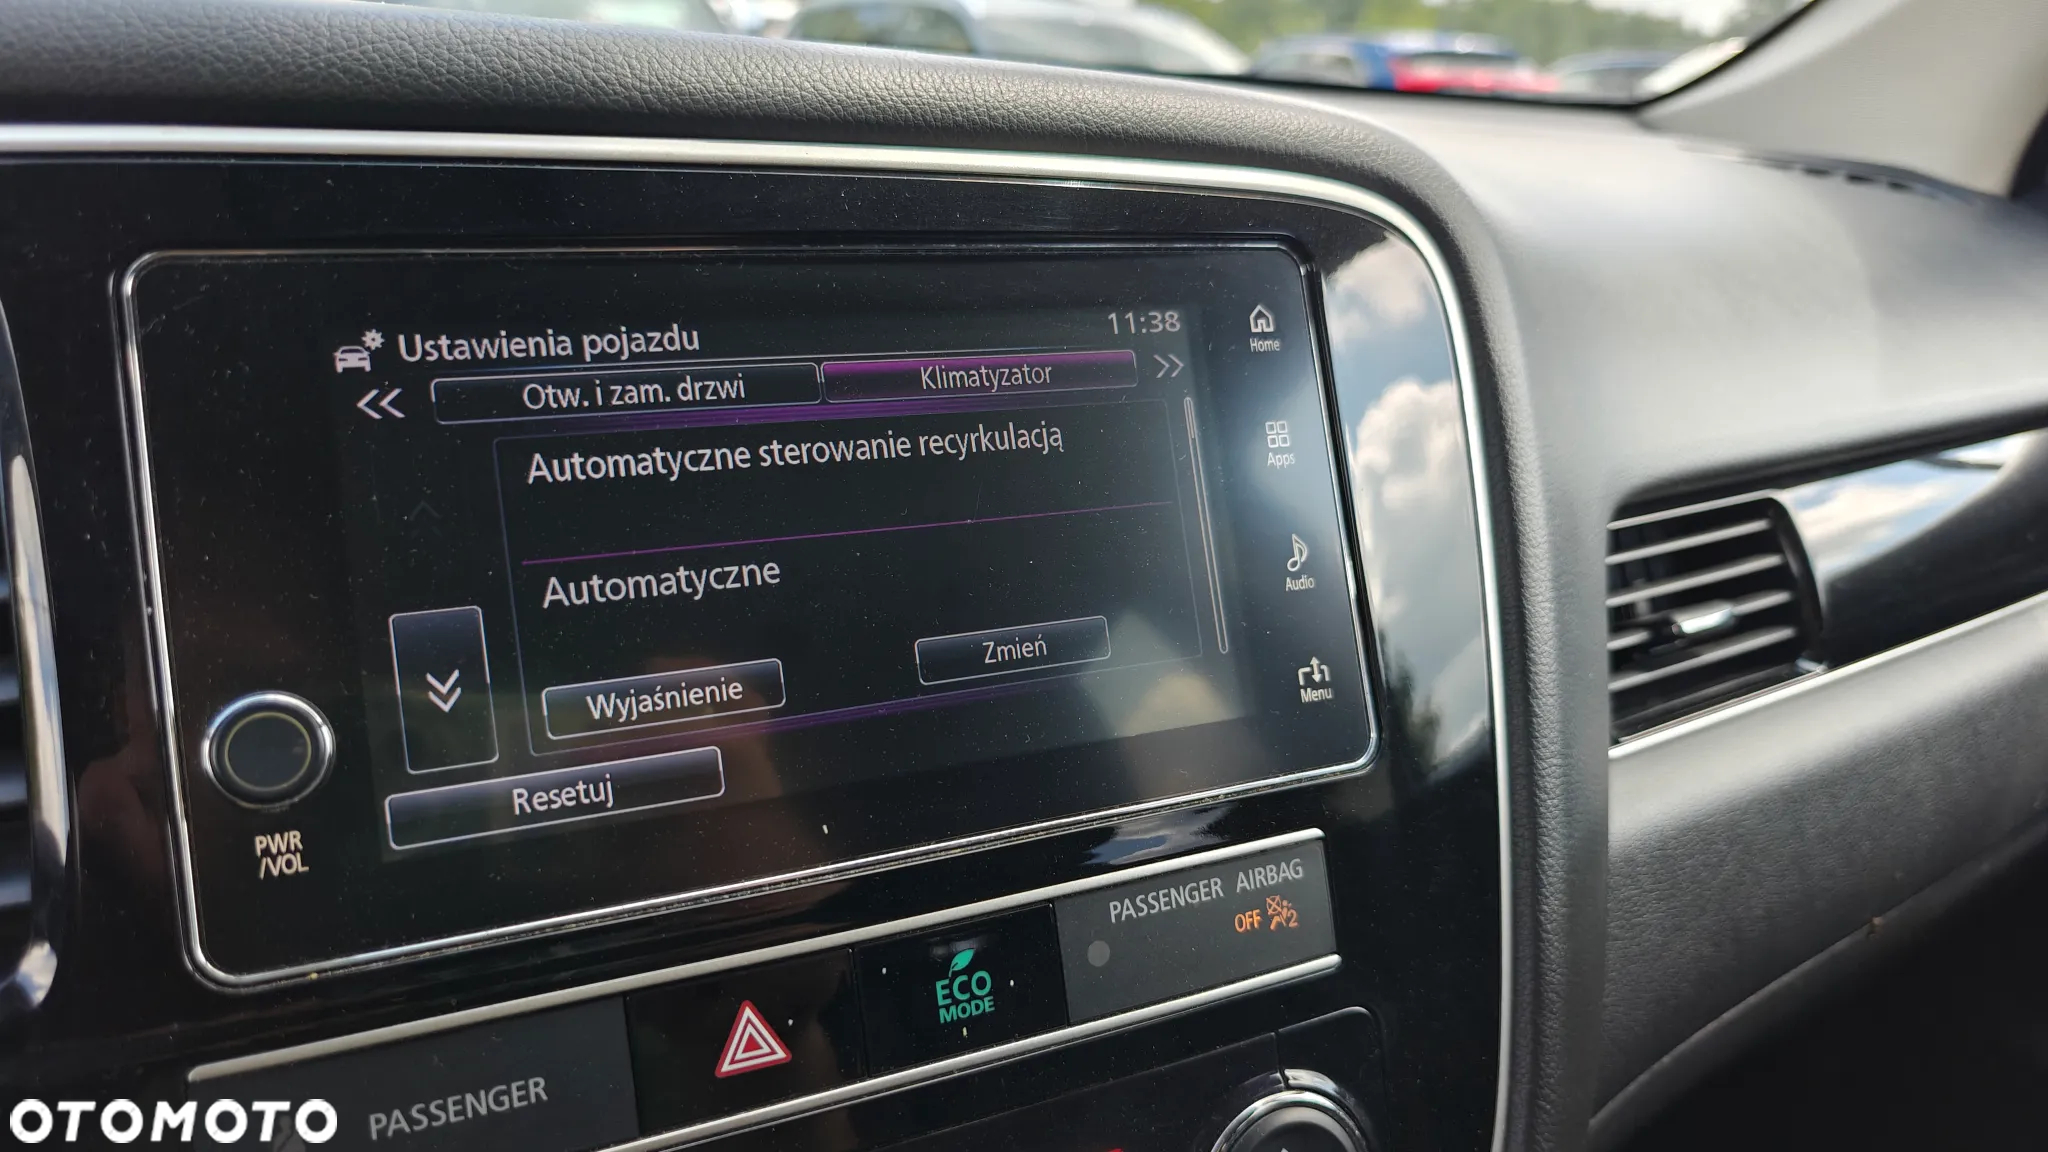 Ustawienia pojazdu
11:38
Otw. i zam. drzwi
Klimatyzator
Automatyczne sterowanie recyrkulacją
Automatyczne
Zmień
Wyjaśnienie
Resetuj
Home
Apps
Audio
Menu
PWR
/VOL
PASSENGER AIRBAG
OFF 2
ECO
MODE
PASSENGER
OTOMOTO